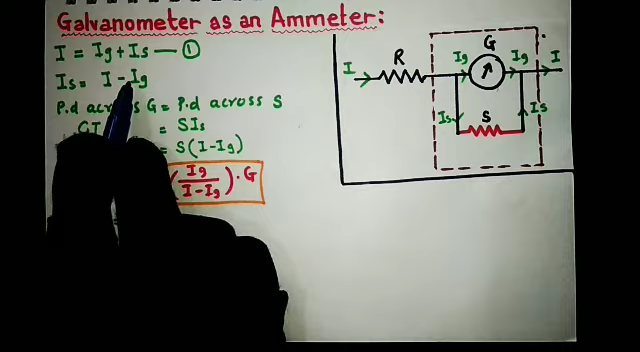 Galvanometer as an Ammeter:
I = Ig + Is — ①
Is = I - Ig
P.d across G = P.d across S
= SIs
= S(I - Ig)
(Ig / I - Ig) · G
I R Ig G Ig I
Is S Is